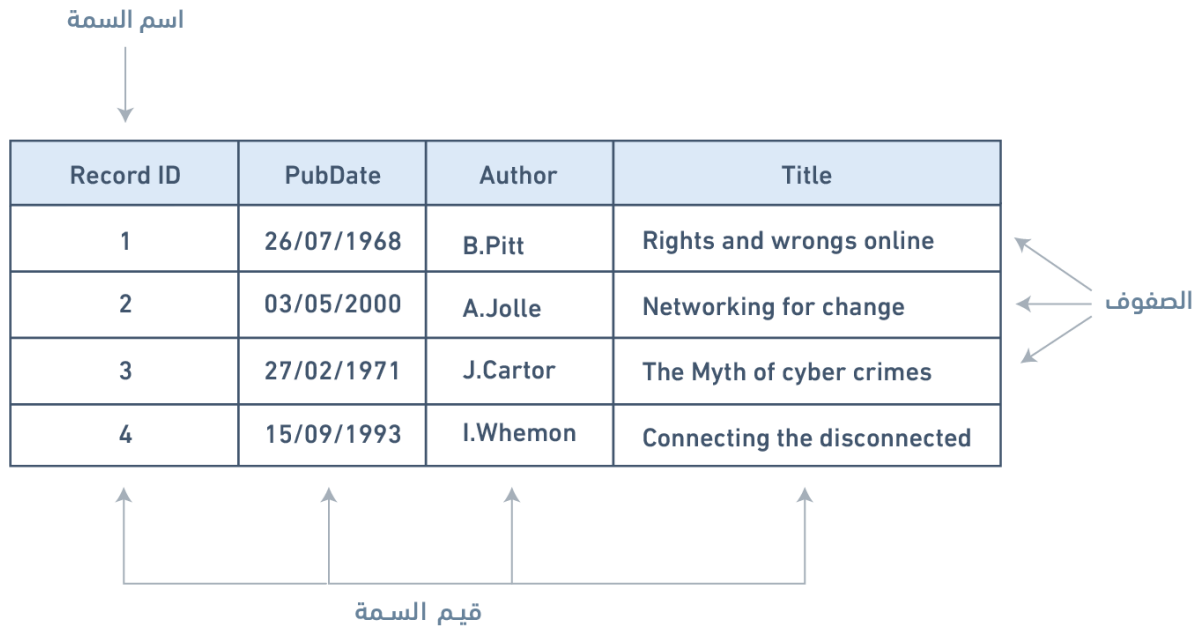 اسم السمة
Record ID PubDate Author Title
1 26/07/1968 B.Pitt Rights and wrongs online
2 03/05/2000 A.Jolle Networking for change
الصفوف
3 27/02/1971 J.Cartor The Myth of cyber crimes
4 15/09/1993 I.Whemon Connecting the disconnected
قيم السمة